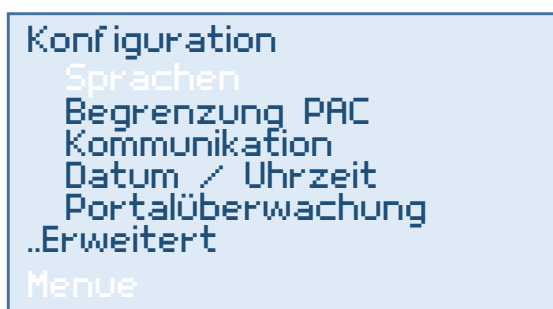 Konfiguration
Sprachen
Begrenzung PAC
Kommunikation
Datum / Uhrzeit
Portalüberwachung
..Erweitert
Menue